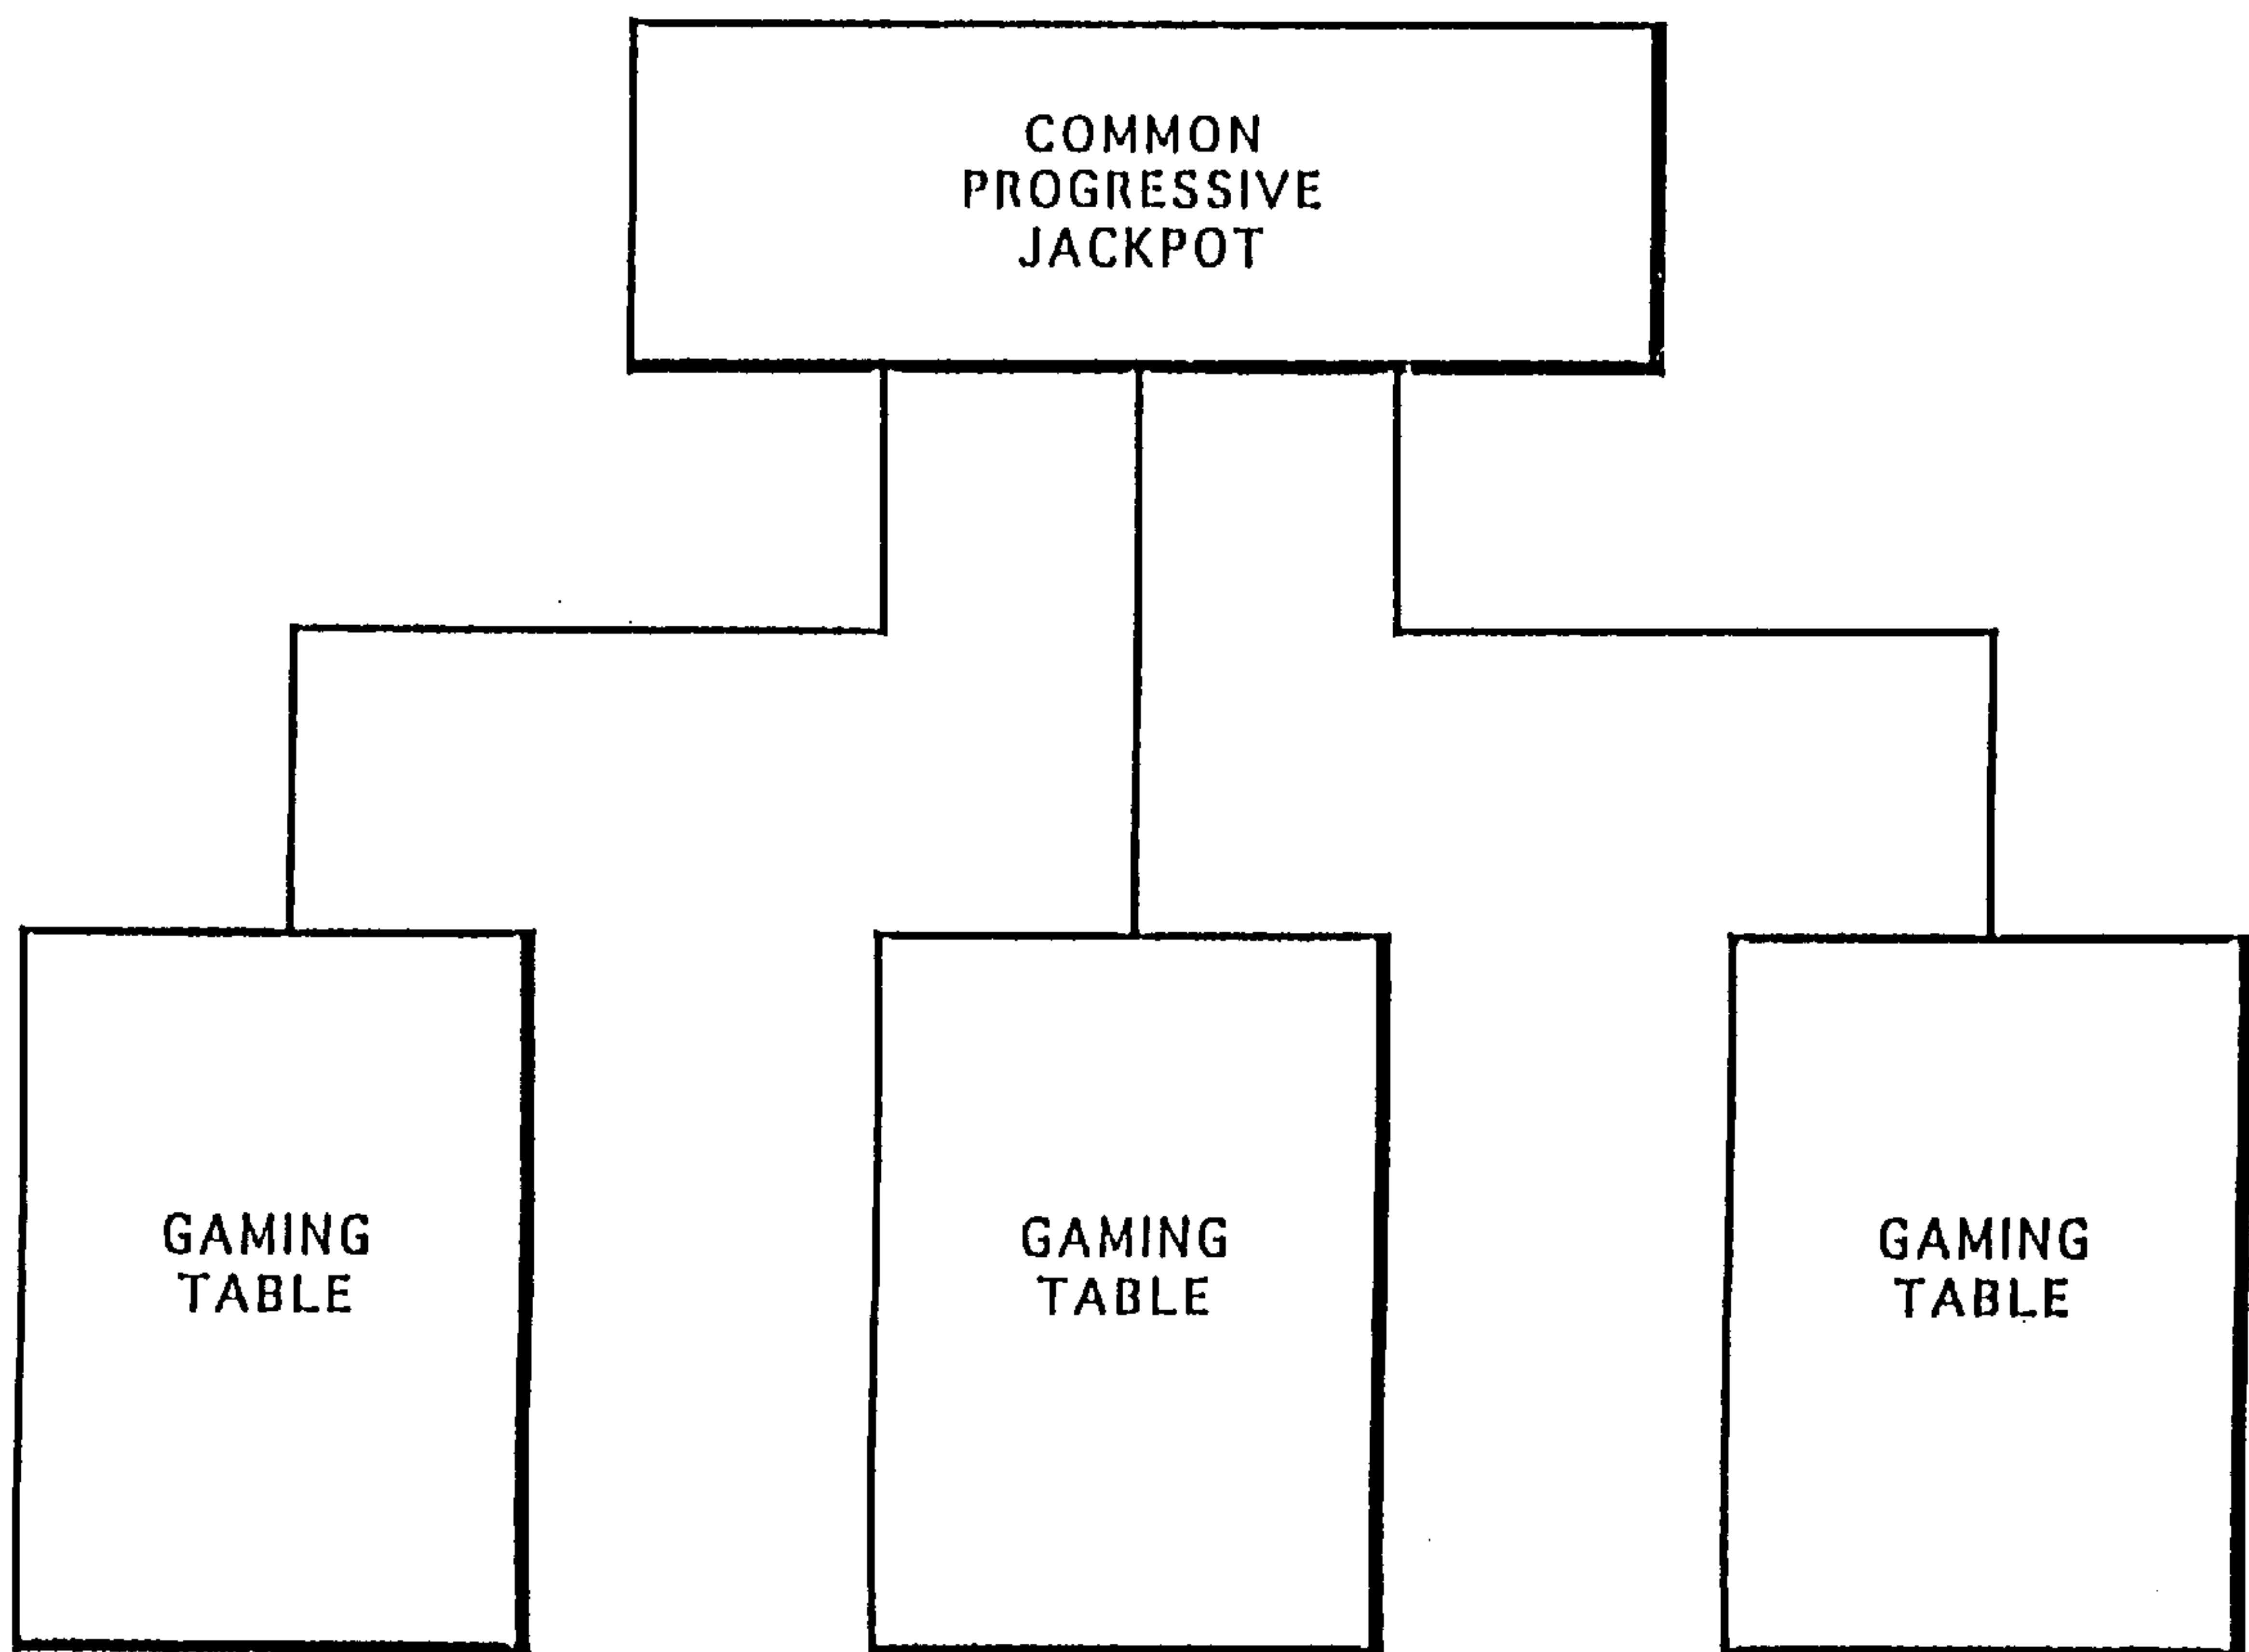 COMMON
PROGRESSIVE
JACKPOT
GAMING
TABLE
GAMING
TABLE
GAMING
TABLE